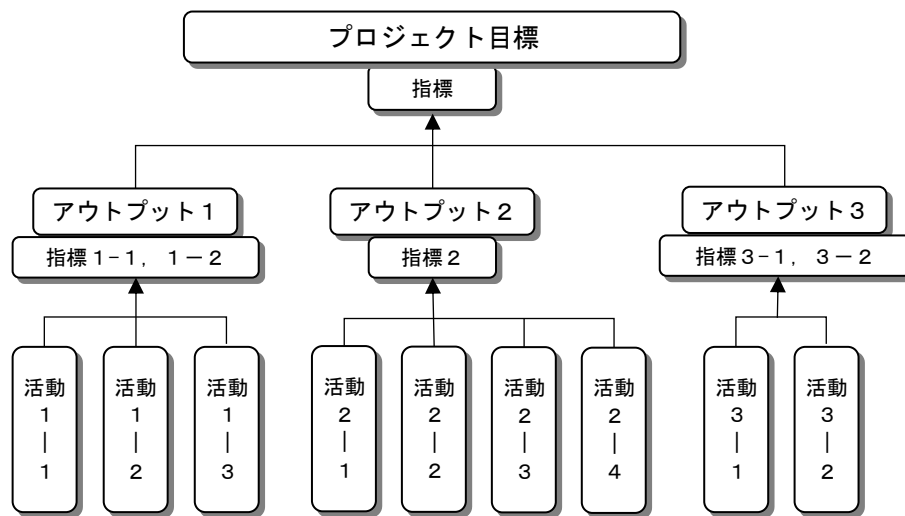 プロジェクト目標
指標
アウトプット1
アウトプット2
アウトプット3
指標1-1, 1-2
指標2
指標3-1, 3-2
活動1-1
活動1-2
活動1-3
活動2-1
活動2-2
活動2-3
活動2-4
活動3-1
活動3-2